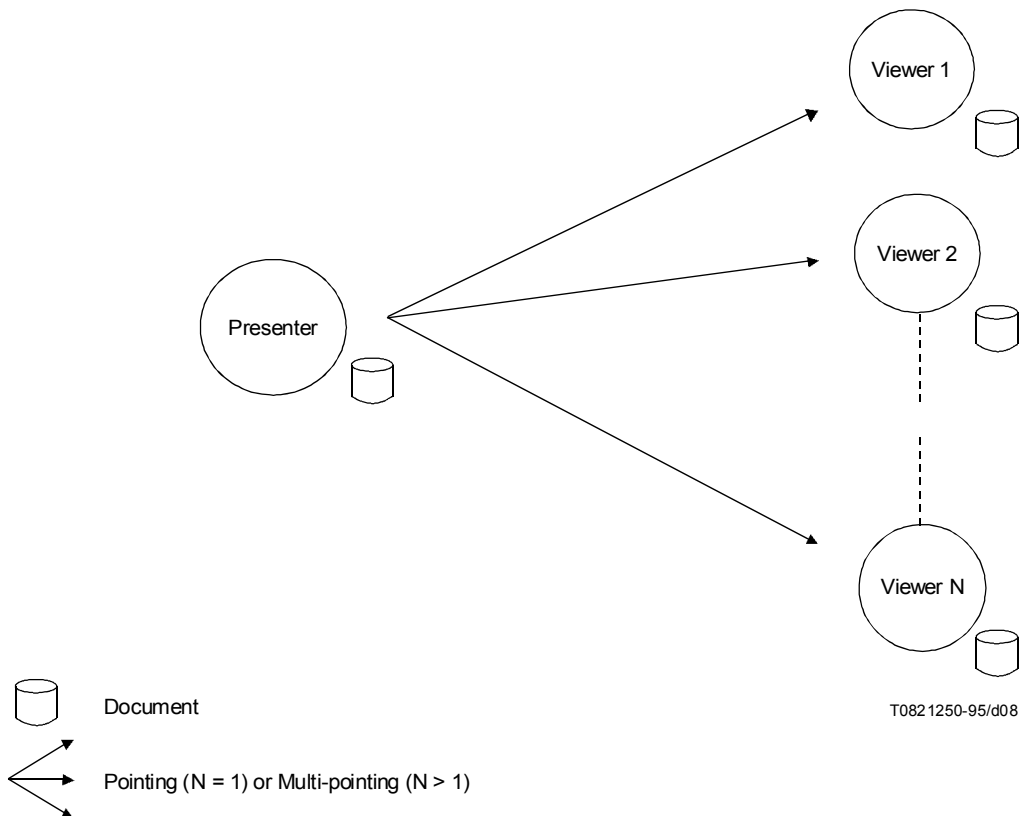 Viewer 1
Viewer 2
Presenter
Viewer N
Document
T0821250-95/d08
Pointing (N = 1) or Multi-pointing (N > 1)